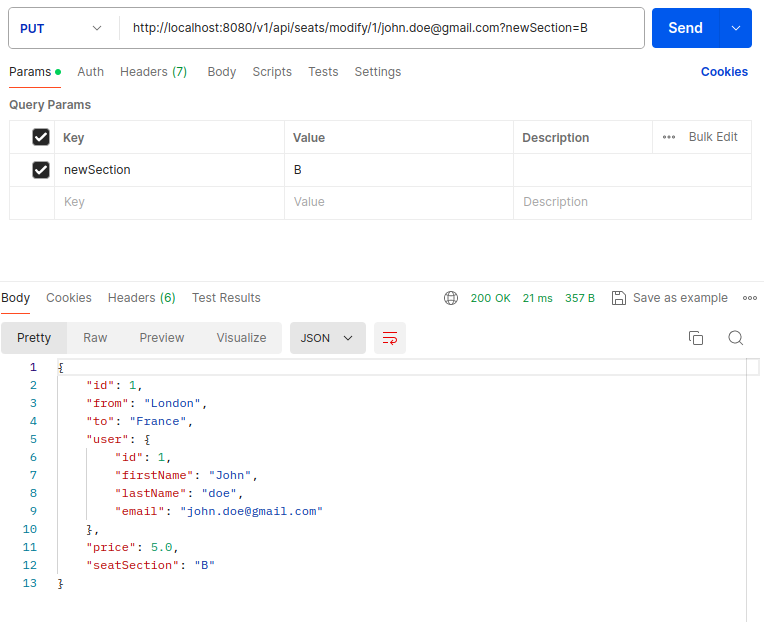 PUT http://localhost:8080/v1/api/seats/modify/1/john.doe@gmail.com?newSection=B Send
Params Auth Headers (7) Body Scripts Tests Settings Cookies
Query Params
Key Value Description ••• Bulk Edit
newSection B
Key Value Description
Body Cookies Headers (6) Test Results 200 OK 21 ms 357 B Save as example
Pretty Raw Preview Visualize JSON
1 {
2 "id": 1,
3 "from": "London",
4 "to": "France",
5 "user": {
6 "id": 1,
7 "firstName": "John",
8 "lastName": "doe",
9 "email": "john.doe@gmail.com"
10 },
11 "price": 5.0,
12 "seatSection": "B"
13 }